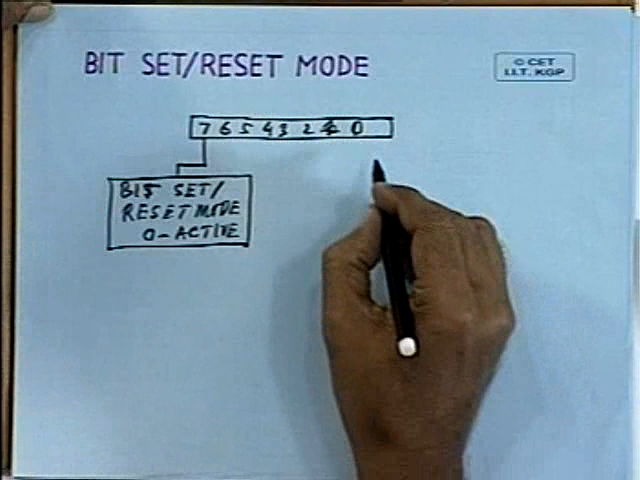 BIT SET/RESET MODE
© CET
I.I.T. KGP
7 6 5 4 3 2 1 0
BIT SET/
RESET MODE
0-ACTIVE